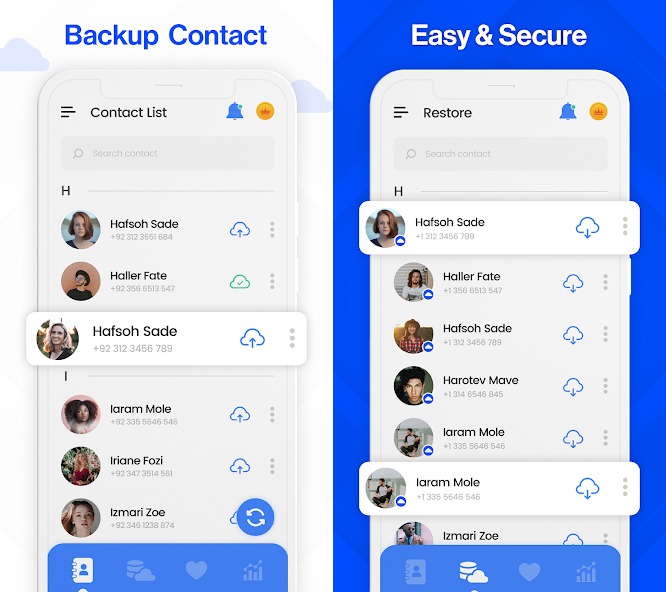 Backup Contact
Contact List
Search contact
H
Hafsoh Sade
+92 312 3651 684
Haller Fate
+92 356 6513 547
Hafsoh Sade
+92 312 3456 789
I
Iaram Mole
+92 335 5646 546
Iriane Fozi
+92 347 3514 561
Izmari Zoe
+92 346 1238 874
Easy & Secure
Restore
Search contact
H
Hafsoh Sade
+1 312 3456 789
Haller Fate
+1 356 6513 547
Hafsoh Sade
+1 312 3456 789
Harotev Mave
+1 314 6546 845
Iaram Mole
+1 335 5646 546
Iaram Mole
+1 335 5646 546
Izmari Zoe